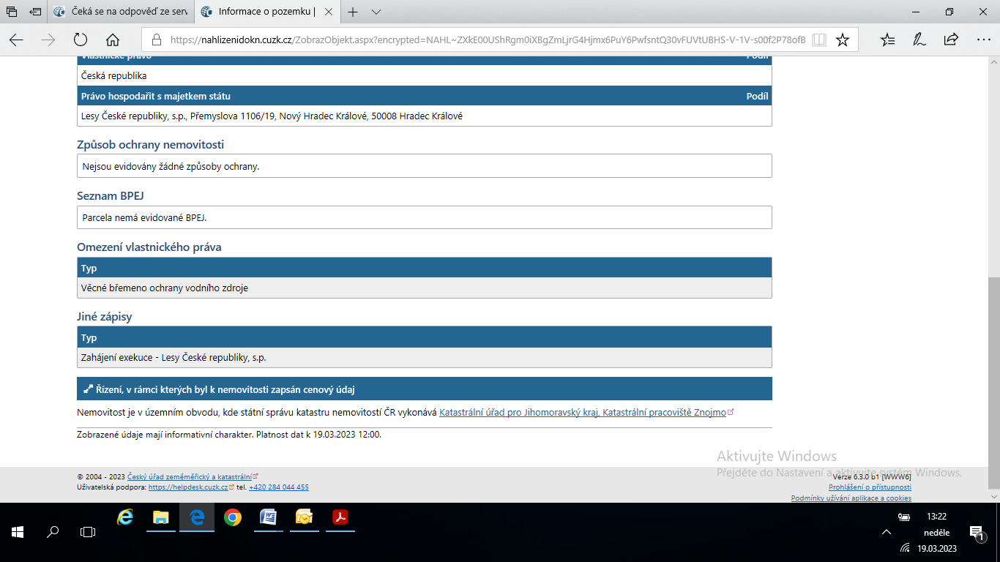 Čeká se na odpověď ze serv
Informace o pozemku |
https://nahlizenidokn.cuzk.cz/ZobrazObjekt.aspx?encrypted=NAHL~ZXkE00UShRgm0iXBgZmLjrG4Hjmx6PuY6PwfsntQ30vFUVtUBHS-V-1V-s00f2P78ofB
Vlastnické právo Podíl
Česká republika
Právo hospodařit s majetkem státu Podíl
Lesy České republiky, s.p., Přemyslova 1106/19, Nový Hradec Králové, 50008 Hradec Králové
Způsob ochrany nemovitosti
Nejsou evidovány žádné způsoby ochrany.
Seznam BPEJ
Parcela nemá evidované BPEJ.
Omezení vlastnického práva
Typ
Věcné břemeno ochrany vodního zdroje
Jiné zápisy
Typ
Zahájení exekuce - Lesy České republiky, s.p.
Řízení, v rámci kterých byl k nemovitosti zapsán cenový údaj
Nemovitost je v územním obvodu, kde státní správu katastru nemovitostí ČR vykonává Katastrální úřad pro Jihomoravský kraj, Katastrální pracoviště Znojmo
Zobrazené údaje mají informativní charakter. Platnost dat k 19.03.2023 12:00.
Aktivujte Windows
Přejděte do Nastavení a aktivujte systém Windows.
© 2004 - 2023 Český úřad zeměměřický a katastrální
Verze 6.3.0 b1 [WWW6]
Uživatelská podpora: https://helpdesk.cuzk.cz tel. +420 284 044 455
Prohlášení o přístupnosti
Podmínky užívání aplikace a cookies
13:22
neděle
19.03.2023
1